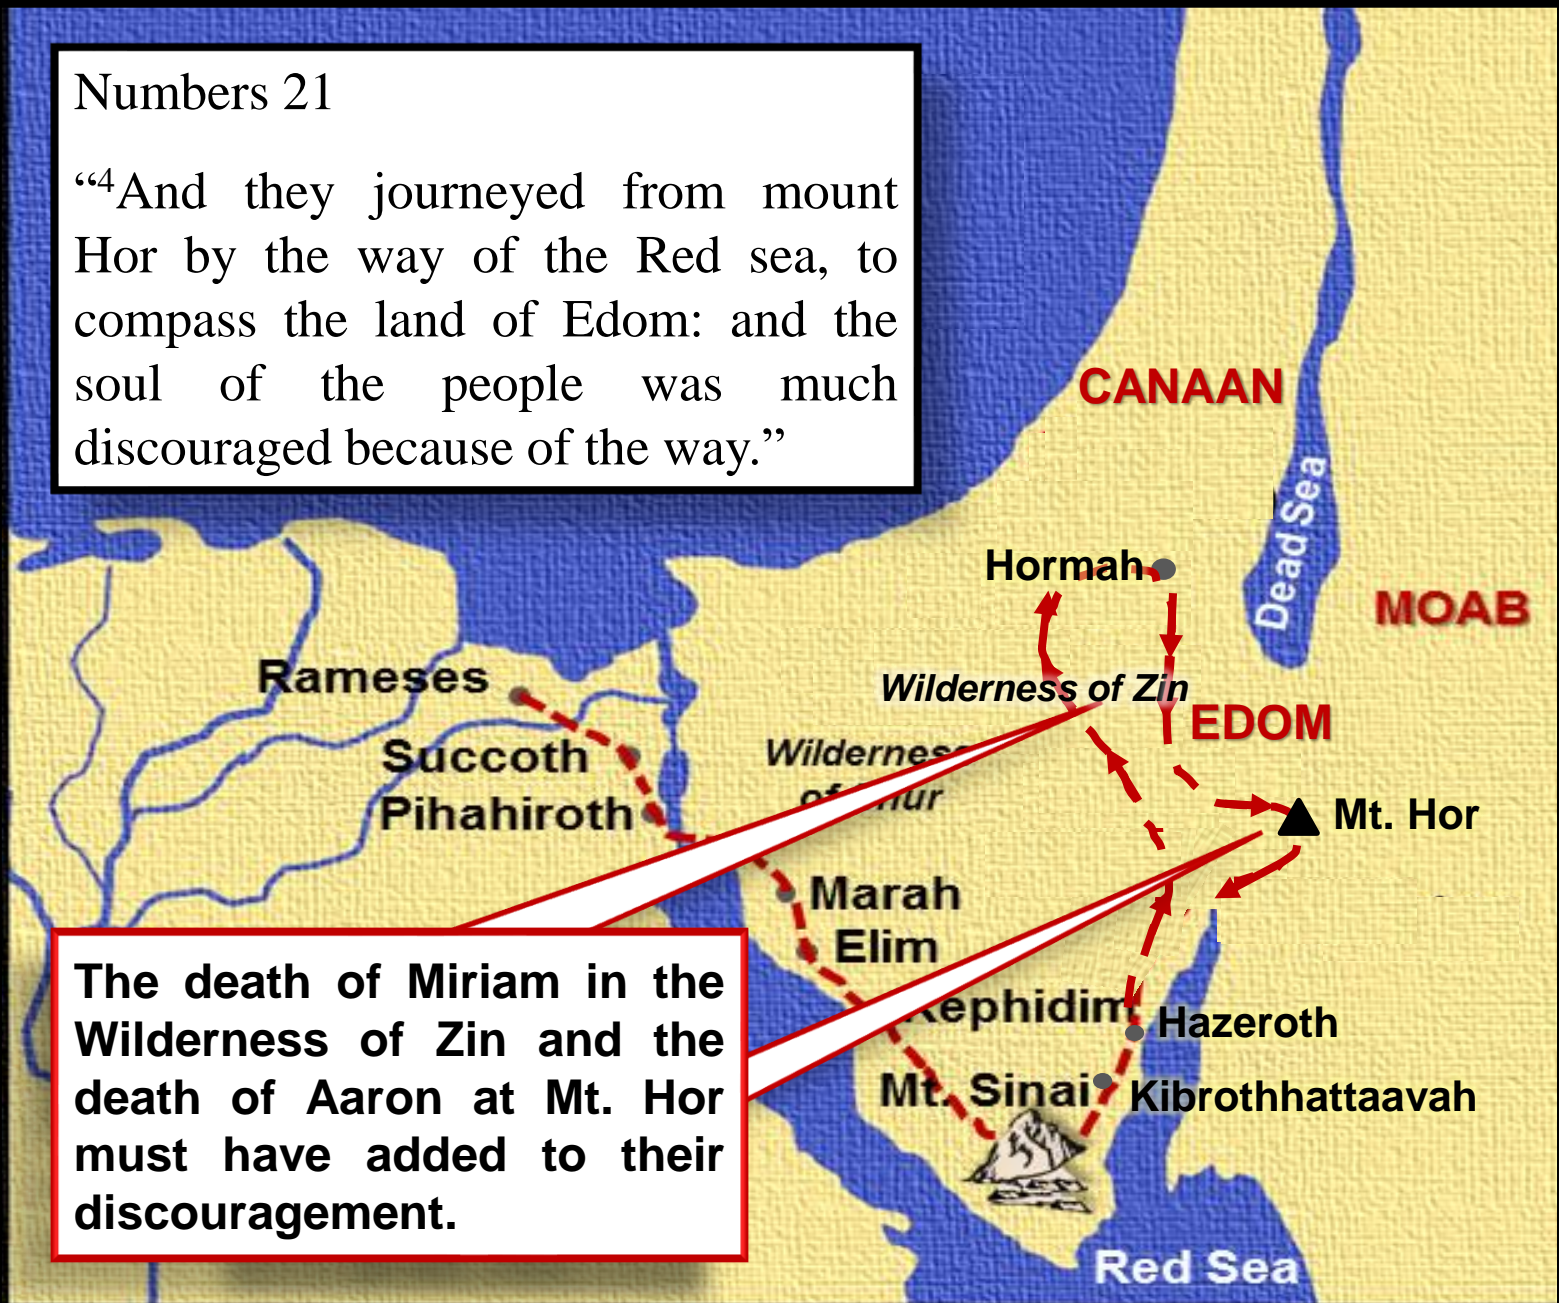 Numbers 21
“⁴And they journeyed from mount
Hor by the way of the Red sea, to
compass the land of Edom: and the
soul of the people was much
discouraged because of the way.”
CANAAN
Dead Sea
Hormah
MOAB
Rameses
Wilderness of Zin
EDOM
Succoth
Wilderness
of
Pihahiroth
Mt. Hor
Marah
Elim
The death of Miriam in the
Wilderness of Zin and the
death of Aaron at Mt. Hor
must have added to their
discouragement.
Rephidim
Hazeroth
Mt. Sinai
Kibrothhattaavah
Red Sea